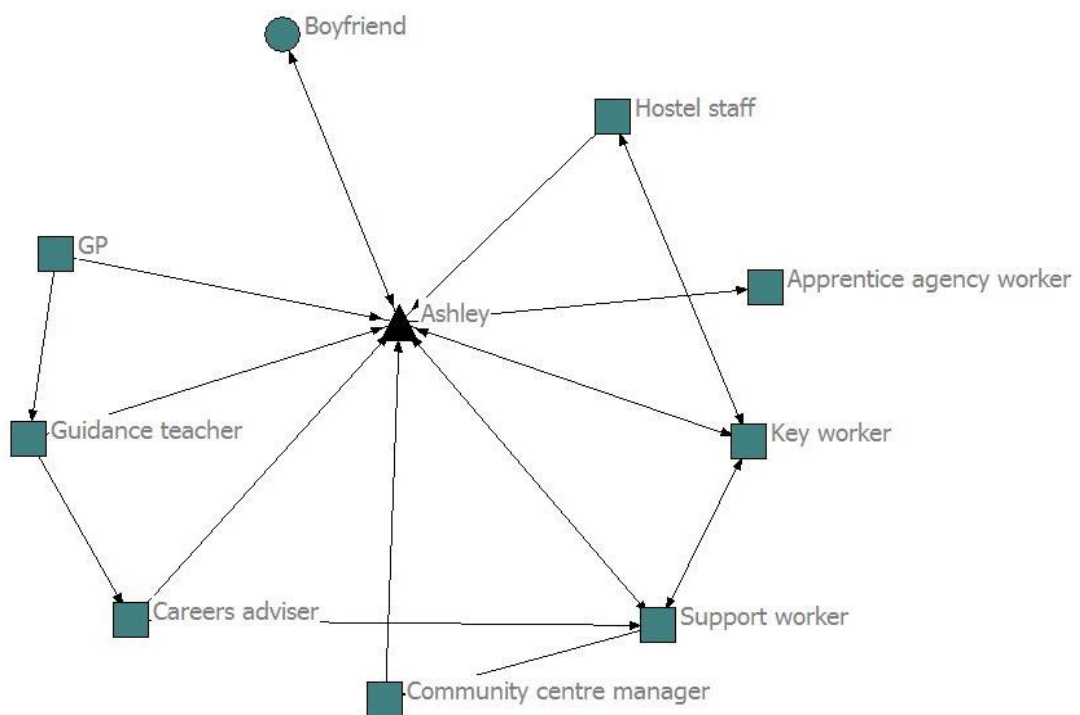 Boyfriend
Hostel staff
GP
Apprentice agency worker
Ashley
Guidance teacher
Key worker
Careers adviser
Support worker
Community centre manager